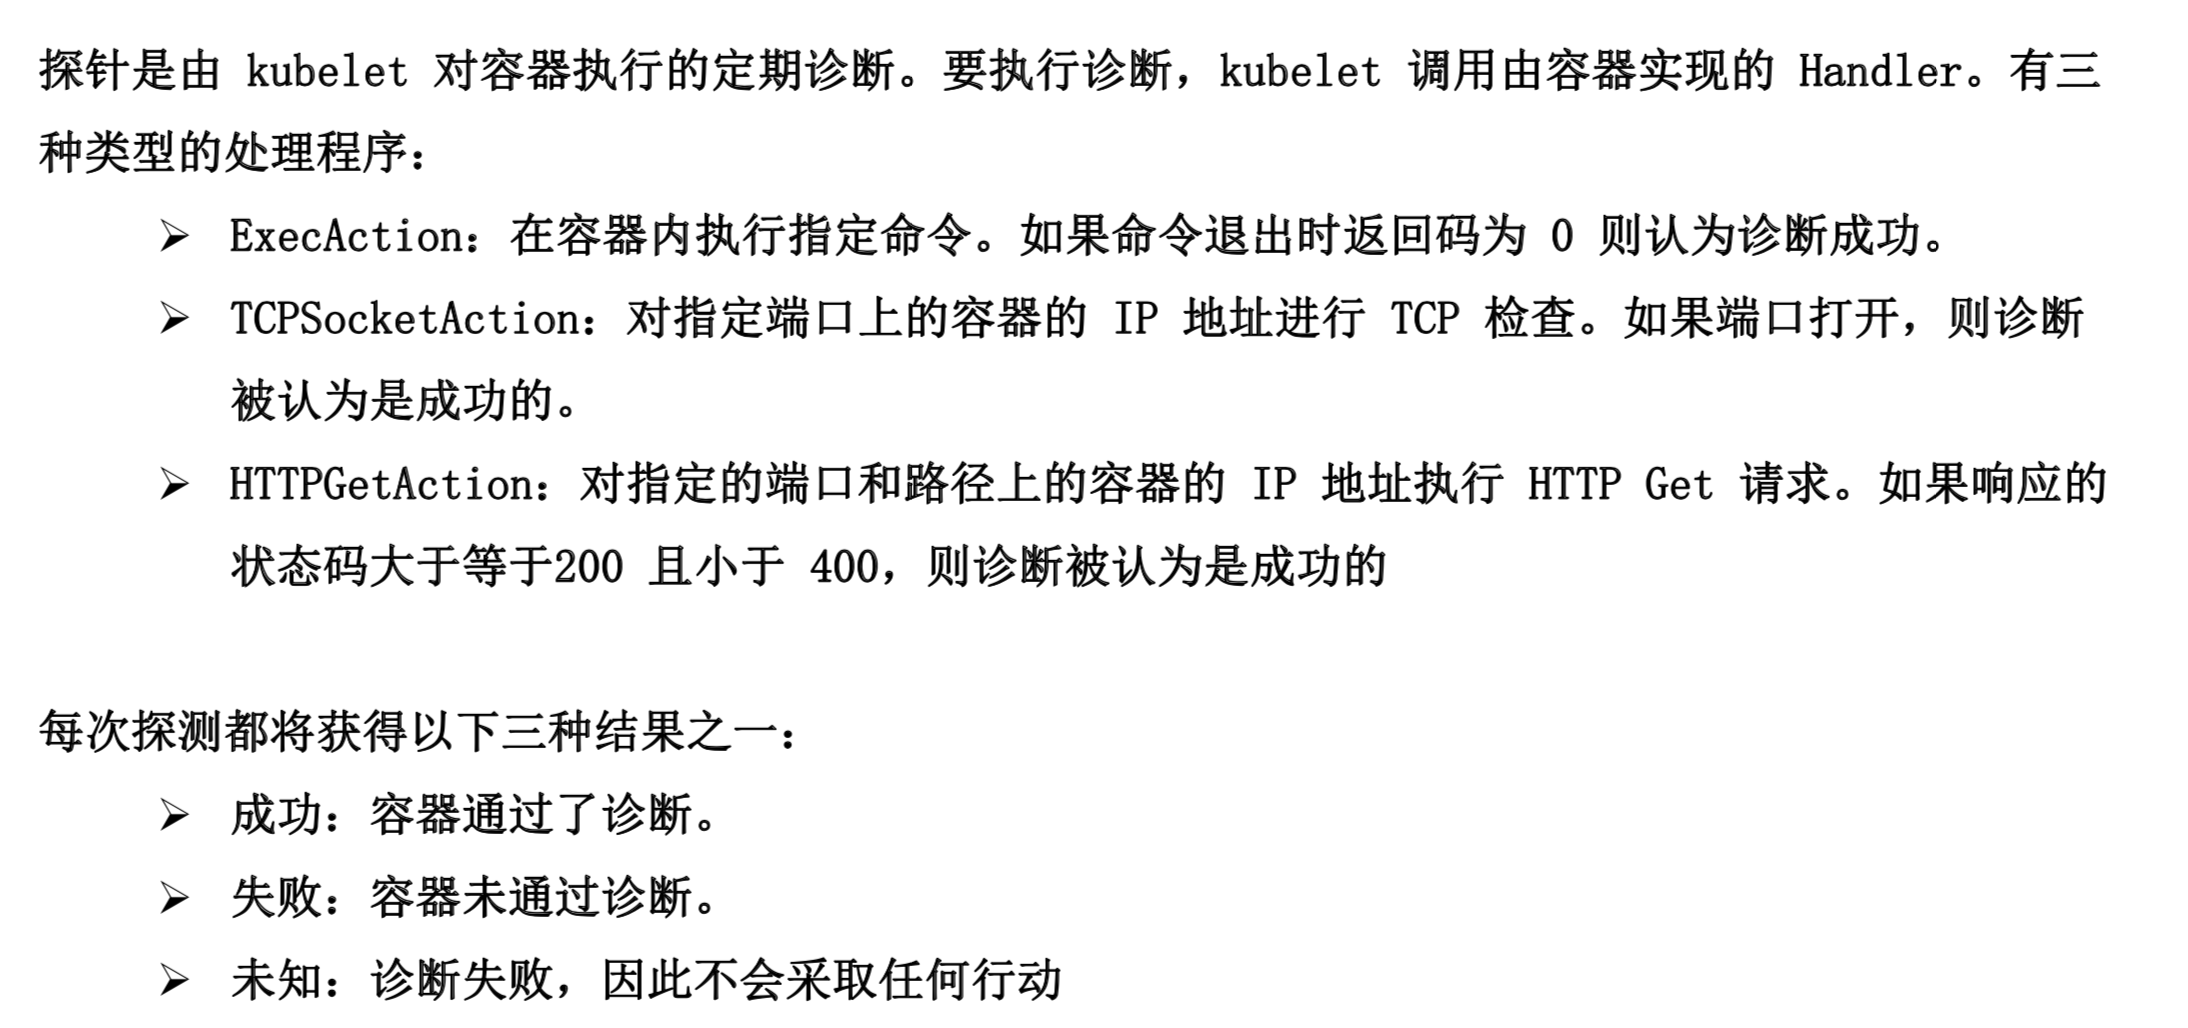 探针是由 kubelet 对容器执行的定期诊断。要执行诊断，kubelet 调用由容器实现的 Handler。有三
种类型的处理程序：
➢ ExecAction：在容器内执行指定命令。如果命令退出时返回码为 0 则认为诊断成功。
➢ TCPSocketAction：对指定端口上的容器的 IP 地址进行 TCP 检查。如果端口打开，则诊断
被认为是成功的。
➢ HTTPGetAction：对指定的端口和路径上的容器的 IP 地址执行 HTTP Get 请求。如果响应的
状态码大于等于200 且小于 400，则诊断被认为是成功的
每次探测都将获得以下三种结果之一：
➢ 成功：容器通过了诊断。
➢ 失败：容器未通过诊断。
➢ 未知：诊断失败，因此不会采取任何行动